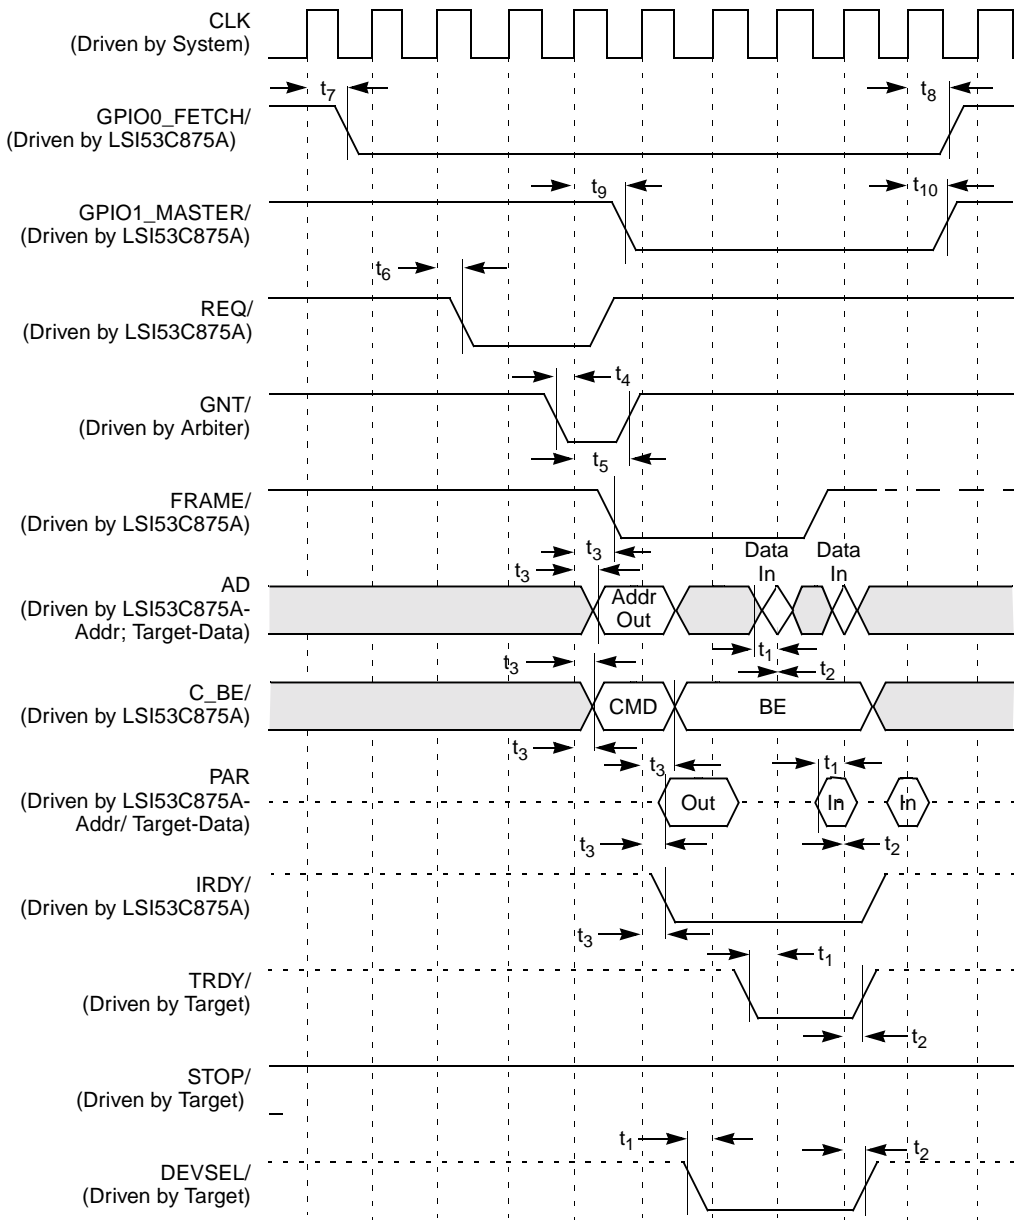 CLK
(Driven by System)
t7
t8
GPIO0_FETCH/
(Driven by LSI53C875A)
t9
t10
GPIO1_MASTER/
(Driven by LSI53C875A)
t6
REQ/
(Driven by LSI53C875A)
t4
GNT/
(Driven by Arbiter)
t5
FRAME/
(Driven by LSI53C875A)
t3
Data
In
Data
In
t3
AD
(Driven by LSI53C875A-
Addr; Target-Data)
Addr
Out
t1
t3
t2
C_BE/
(Driven by LSI53C875A)
CMD
BE
t3
t3
t1
PAR
(Driven by LSI53C875A-
Addr/ Target-Data)
Out
In
In
t3
t2
IRDY/
(Driven by LSI53C875A)
t3
t1
TRDY/
(Driven by Target)
t2
STOP/
(Driven by Target)
t1
t2
DEVSEL/
(Driven by Target)